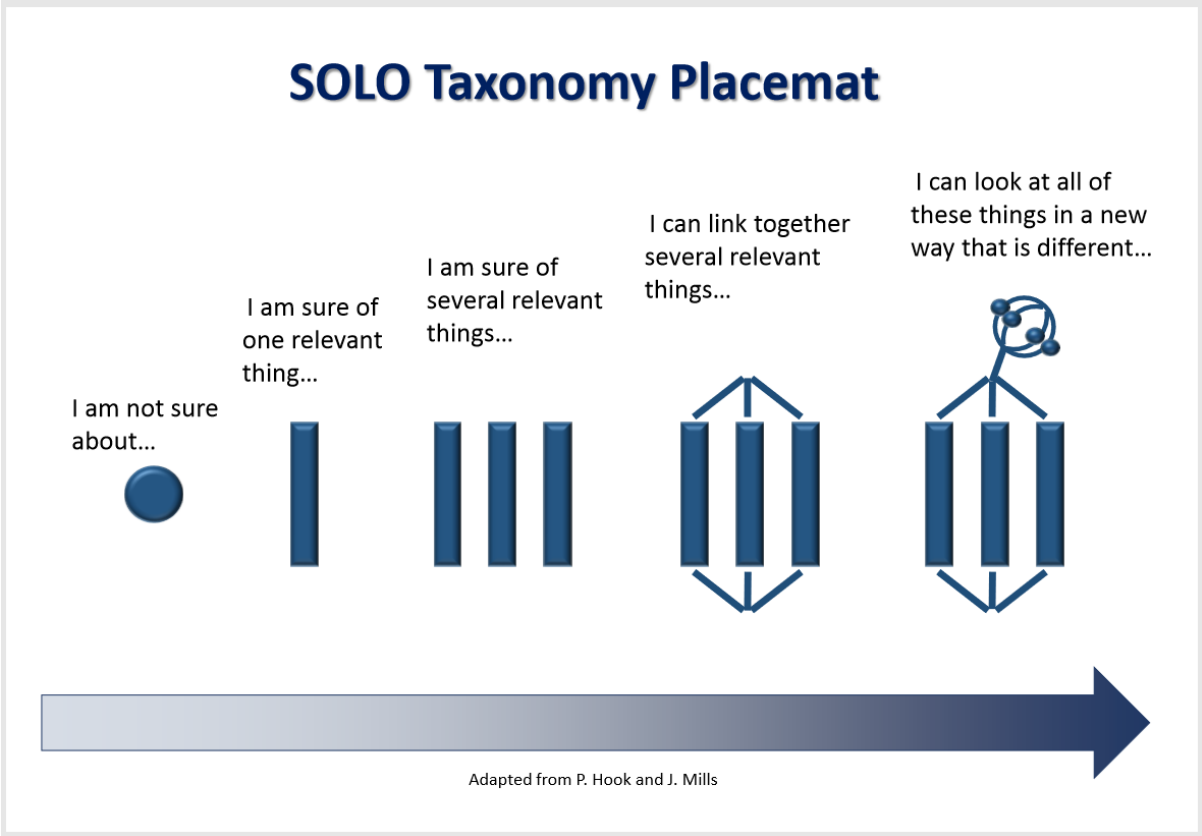 SOLO Taxonomy Placemat
I am not sure
about...
I am sure of
one relevant
thing...
I am sure of
several relevant
things...
I can link together
several relevant
things...
I can look at all of
these things in a new
way that is different...
Adapted from P. Hook and J. Mills